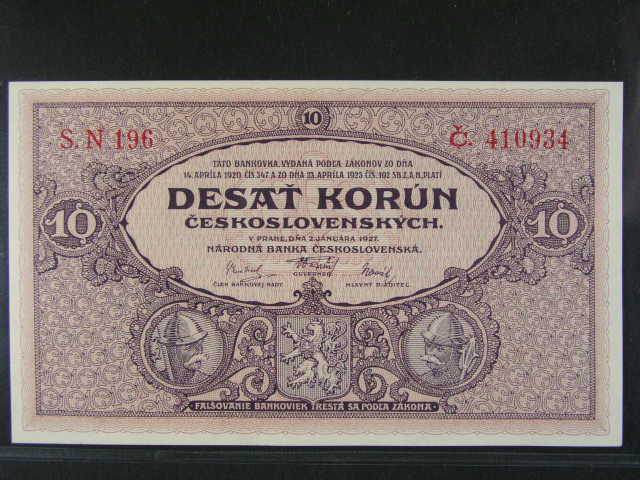 10
S. N 196 Č. 410934
TÁTO BANKOVKA, VYDANÁ PODĽA ZÁKONOV ZO DŇA
14. APRÍLA 1920, ČÍS. 347 A ZO DŇA 23. APRÍLA 1925 ČÍS. 102 SB. Z. A N., PLATÍ
DESAŤ KORÚN
10 10
ČESKOSLOVENSKÝCH.
V PRAHE, DŇA 2. JANUÁRA 1927.
NÁRODNÁ BANKA ČESKOSLOVENSKÁ.
GUVERNÉR
ČLEN BANKOVEJ RADY HLAVNÝ RIADITEĽ
FALŠOVANIE BANKOVIEK TRESTÁ SA PODĽA ZÁKONA